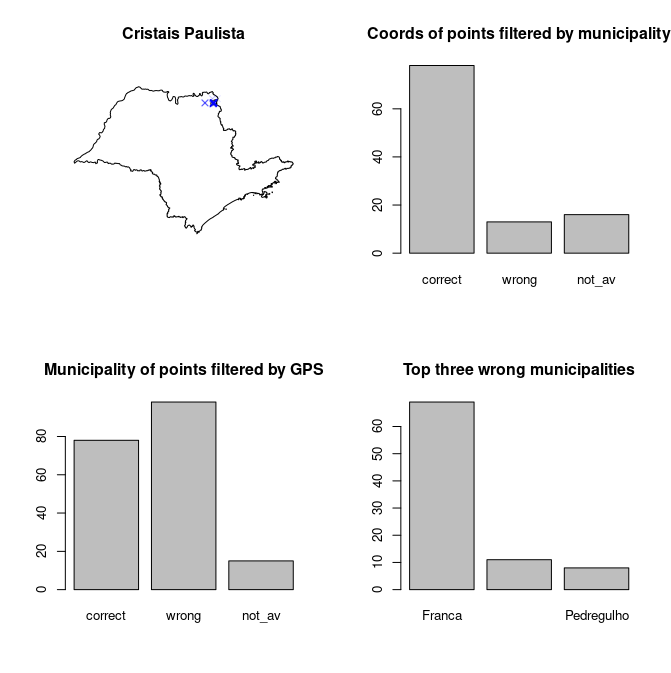 Cristais Paulista
Coords of points filtered by municipality
0 20 40 60
correct wrong not_av
Municipality of points filtered by GPS
0 20 40 60 80
correct wrong not_av
Top three wrong municipalities
0 10 20 30 40 50 60
Franca Pedregulho